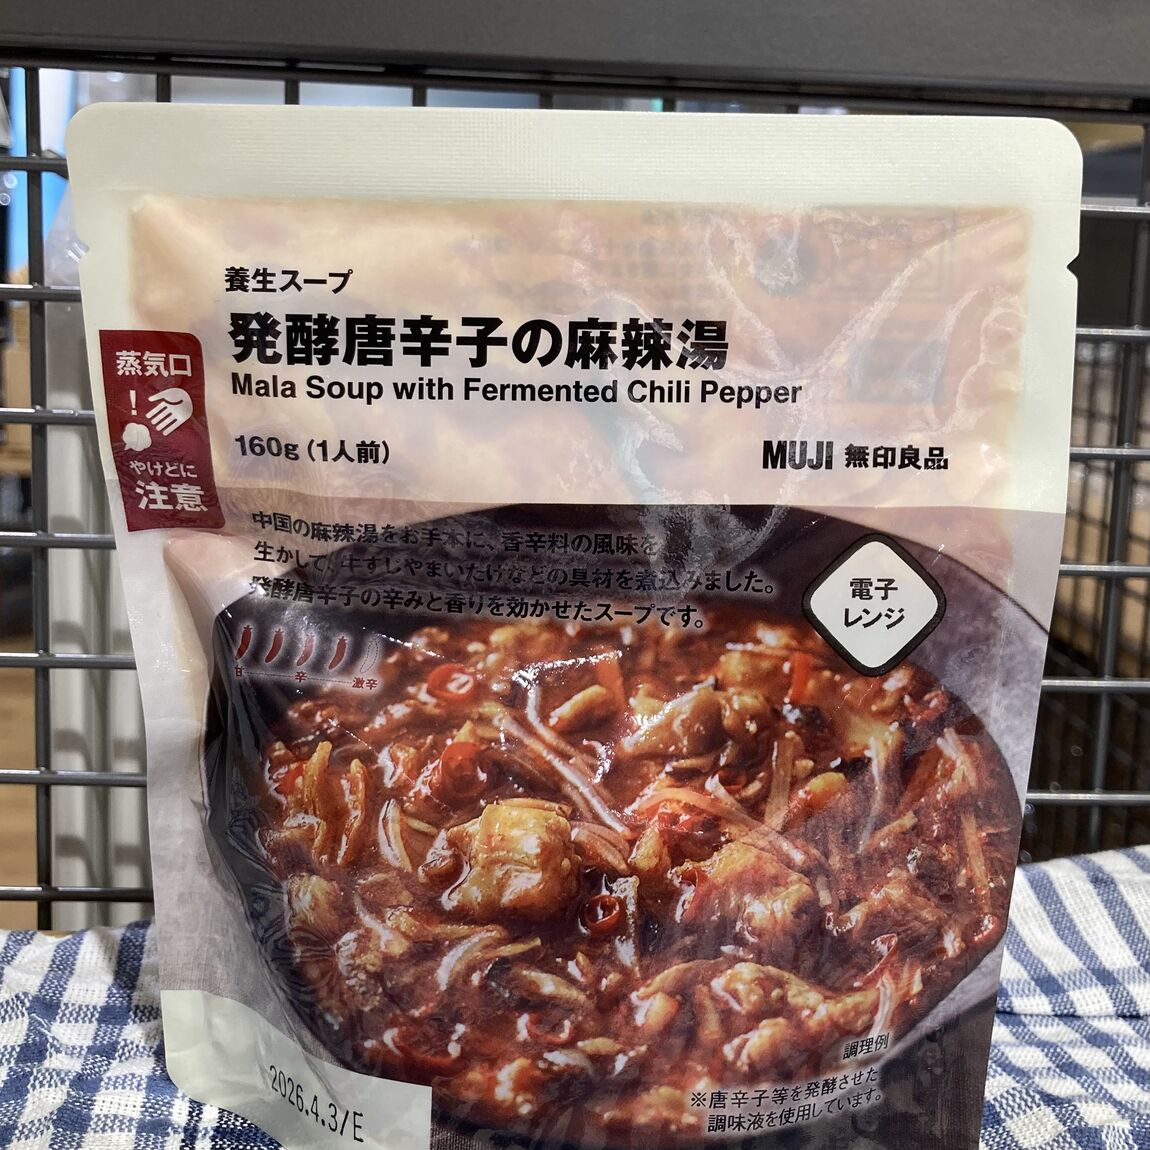 養生スープ
発酵唐辛子の麻辣湯
Mala Soup with Fermented Chili Pepper
160g (1人前)
MUJI 無印良品
蒸気口
!
やけどに
注意
中国の麻辣湯をお手本に、香辛料の風味を
生かして、牛すじやまいたけなどの具材を煮込みました。
発酵唐辛子の辛みと香りを効かせたスープです。
電子
レンジ
甘 辛 激辛
調理例
※唐辛子等を発酵させた
調味液を使用しています。
2026.4.3/E